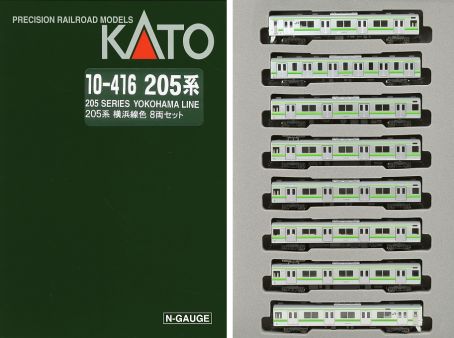 PRECISION RAILROAD MODELS
KATO
10-416 205系
205 SERIES YOKOHAMA LINE
205系 横浜線色 8両セット
N-GAUGE